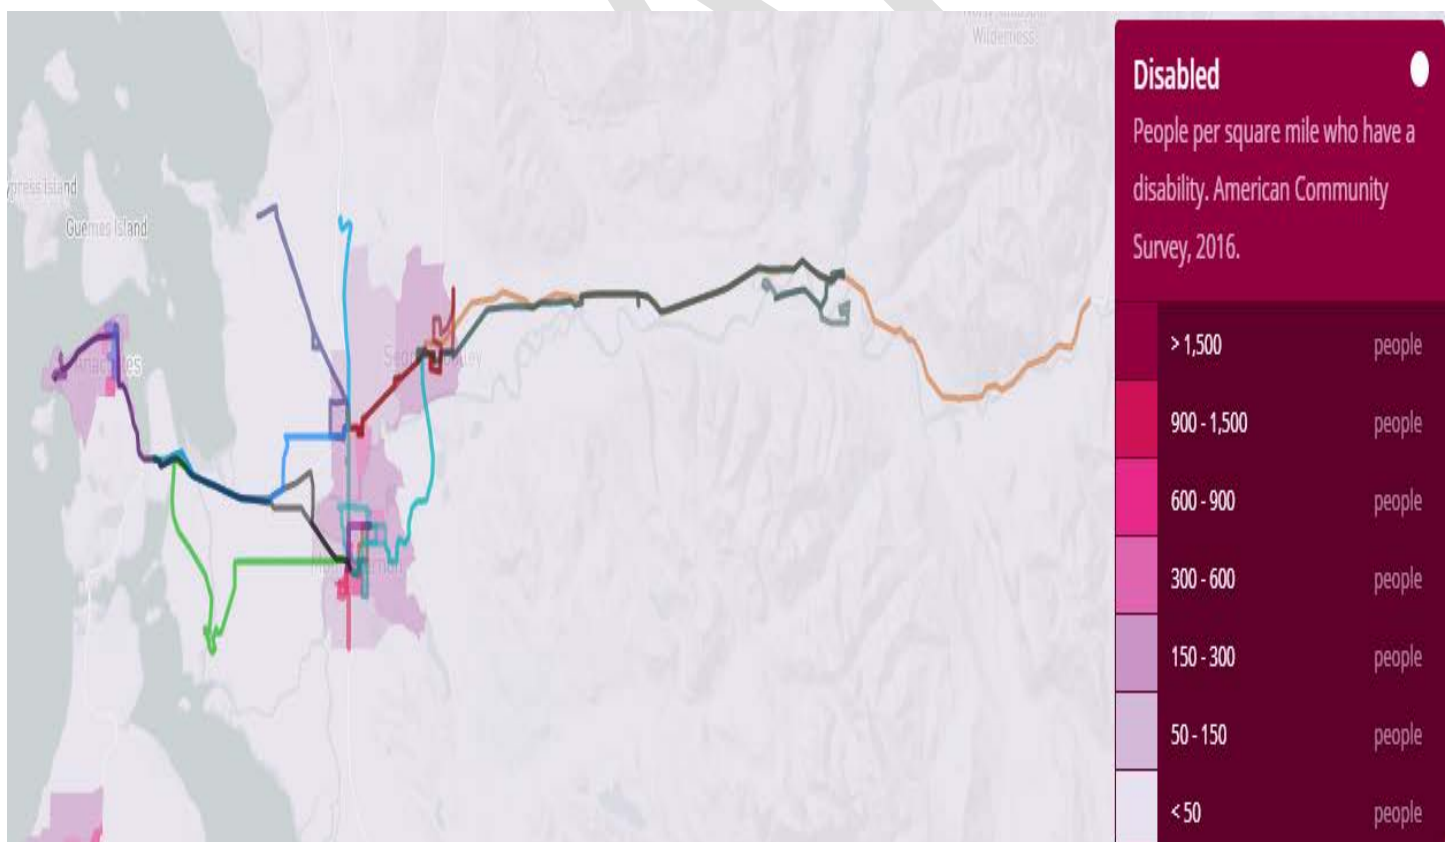 Wilderness
Disabled
People per square mile who have a
disability. American Community
Survey, 2016.
Guemes Island
> 1,500 people
900 - 1,500 people
600 - 900 people
300 - 600 people
150 - 300 people
50 - 150 people
< 50 people